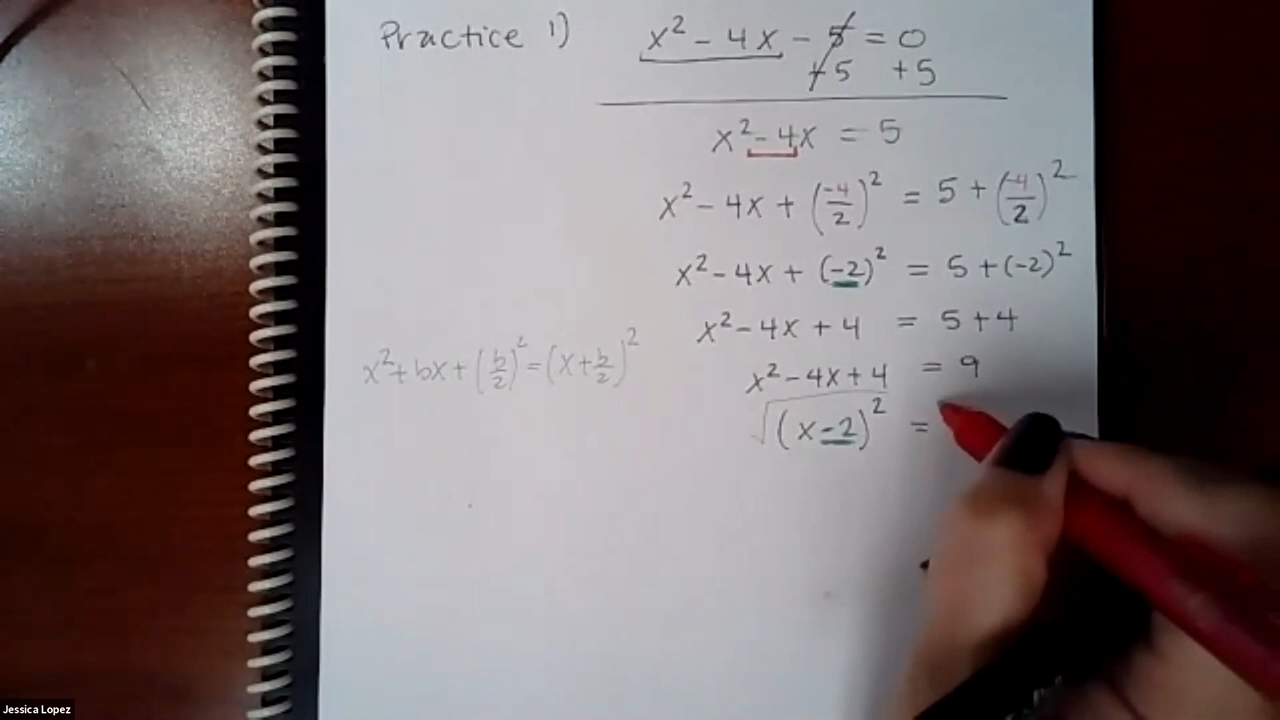 Practice 1) x² - 4x - 5 = 0
+5 +5
x² - 4x = 5
x² - 4x + (-4/2)² = 5 + (-4/2)²
x² - 4x + (-2)² = 5 + (-2)²
x² - 4x + 4 = 5 + 4
x² + bx + (b/2)² = (x + b/2)²
x² - 4x + 4 = 9
√(x - 2)² =
Jessica Lopez